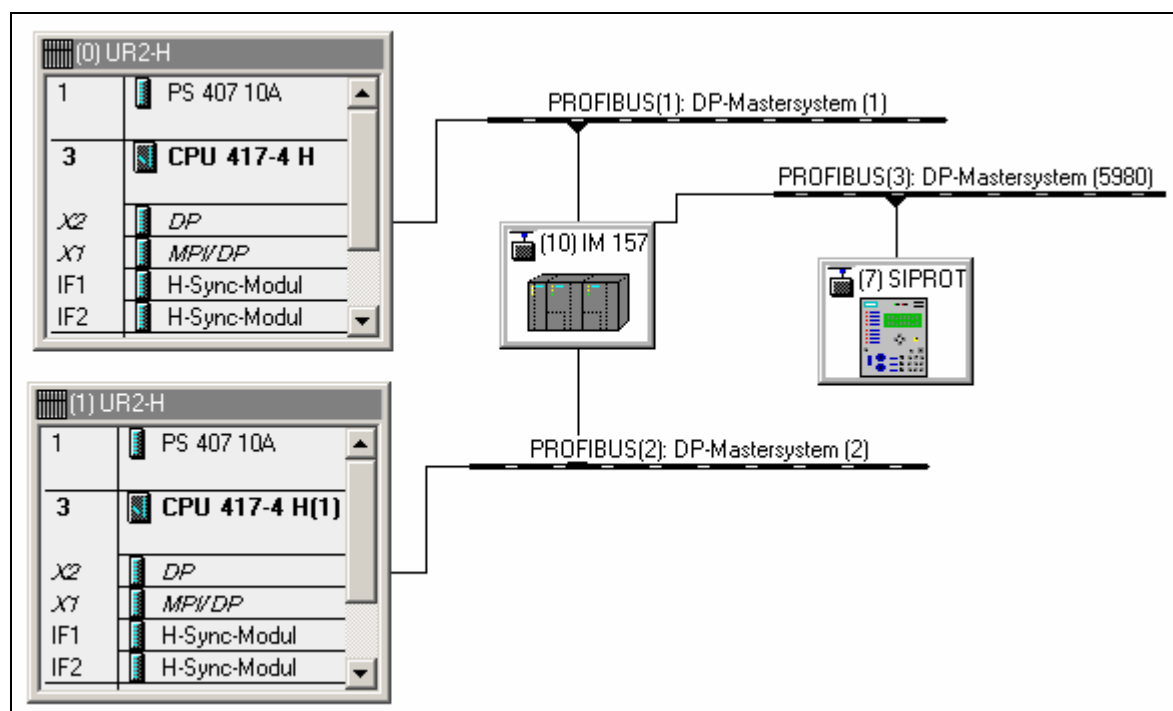 (0) UR2-H
1 PS 407 10A
3 CPU 417-4 H
X2 DP
X1 MPI/DP
IF1 H-Sync-Modul
IF2 H-Sync-Modul
PROFIBUS(1): DP-Mastersystem (1)
PROFIBUS(3): DP-Mastersystem (5980)
(10) IM 157
(7) SIPROT
(1) UR2-H
1 PS 407 10A
3 CPU 417-4 H(1)
X2 DP
X1 MPI/DP
IF1 H-Sync-Modul
IF2 H-Sync-Modul
PROFIBUS(2): DP-Mastersystem (2)